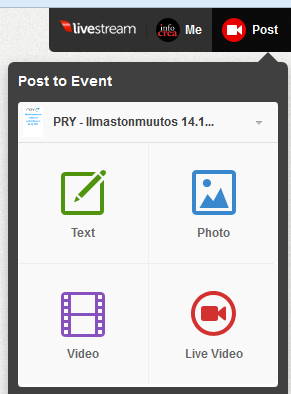 livestream
info
crea
Me
Post
Post to Event
PRY - Ilmastonmuutos 14.1...
Text
Photo
Video
Live Video